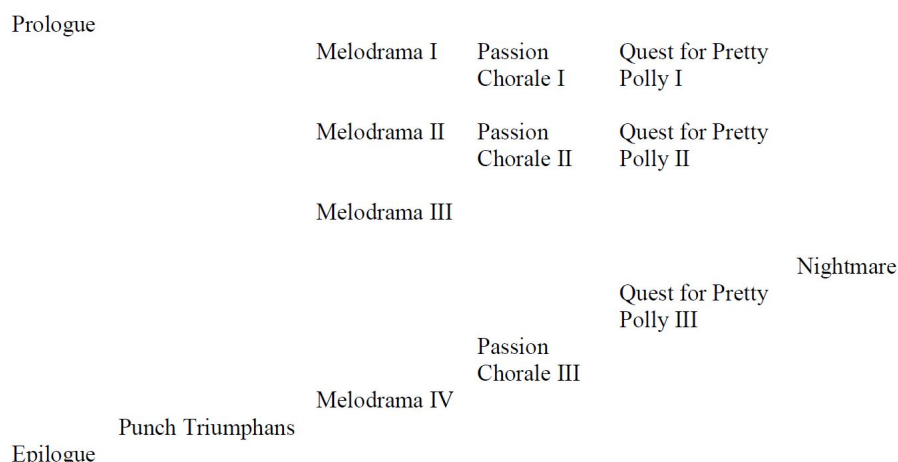 Prologue
Melodrama I Passion Quest for Pretty
Chorale I Polly I
Melodrama II Passion Quest for Pretty
Chorale II Polly II
Melodrama III
Nightmare
Quest for Pretty
Polly III
Passion
Chorale III
Melodrama IV
Punch Triumphans
Epilogue